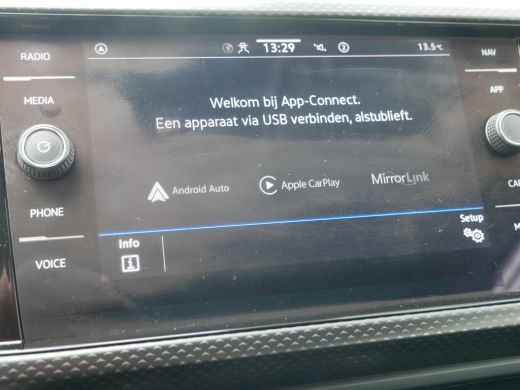 RADIO
13:29
2
13.5°C
NAV
MEDIA
APP
Welkom bij App-Connect.
Een apparaat via USB verbinden, alstublieft.
Android Auto
Apple CarPlay
MirrorLink
PHONE
VOICE
Info
Setup